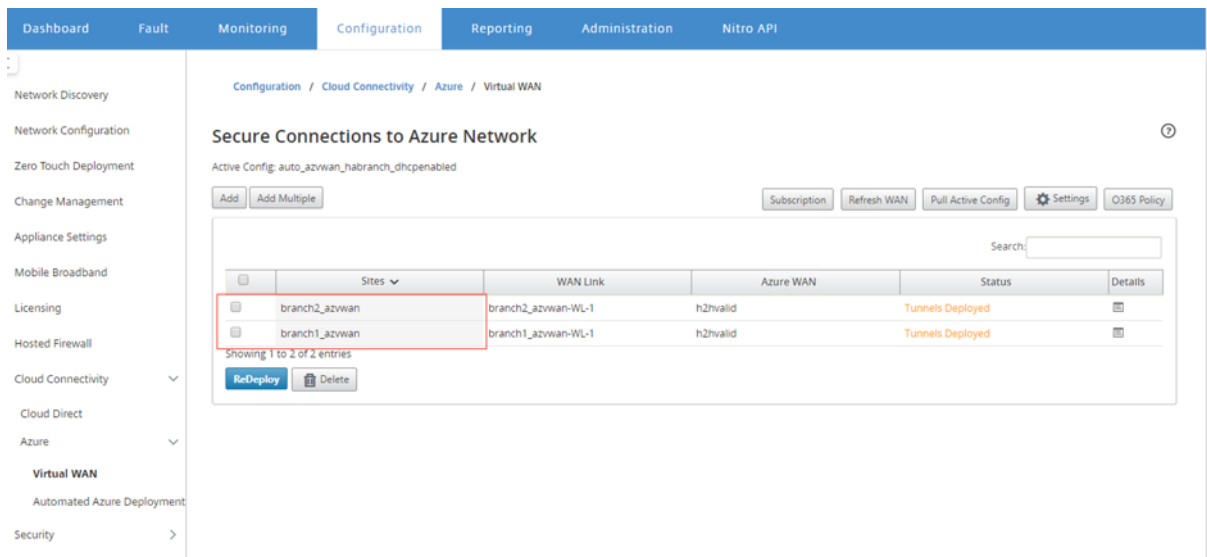 Dashboard Fault Monitoring Configuration Reporting Administration Nitro API
Network Discovery
Network Configuration
Zero Touch Deployment
Change Management
Appliance Settings
Mobile Broadband
Licensing
Hosted Firewall
Cloud Connectivity
Cloud Direct
Azure
Virtual WAN
Automated Azure Deployment
Security
Configuration / Cloud Connectivity / Azure / Virtual WAN
Secure Connections to Azure Network
Active Config: auto_azvwan_habranch_dhcpenabled
Add Add Multiple Subscription Refresh WAN Pull Active Config Settings O365 Policy
Search:
Sites WAN Link Azure WAN Status Details
branch2_azvwan branch2_azvwan-WL-1 h2hvalid Tunnels Deployed
branch1_azvwan branch1_azvwan-WL-1 h2hvalid Tunnels Deployed
Showing 1 to 2 of 2 entries
ReDeploy Delete